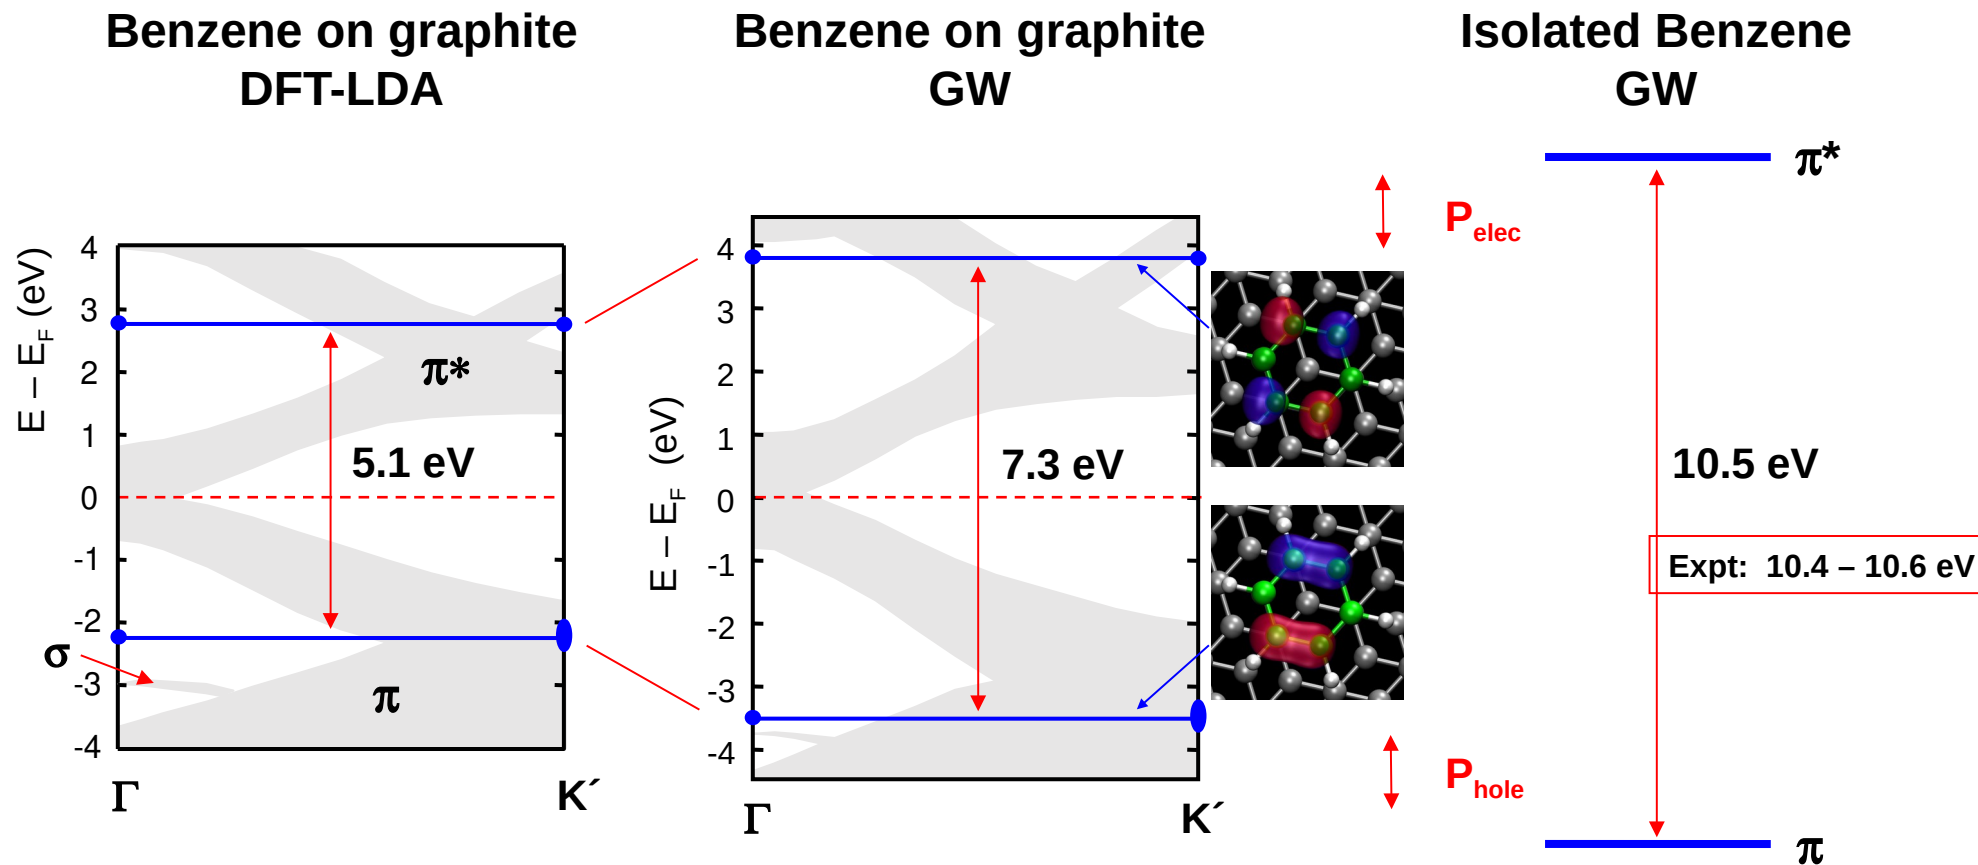 Benzene on graphite
DFT-LDA
Benzene on graphite
GW
Isolated Benzene
GW
E – E_F (eV)
4
3
2
1
0
-1
-2
-3
-4
π*
5.1 eV
σ
π
Γ
K´
E – E_F (eV)
4
3
2
1
0
-1
-2
-3
-4
7.3 eV
Γ
K´
P_elec
P_hole
π*
10.5 eV
Expt: 10.4 – 10.6 eV
π